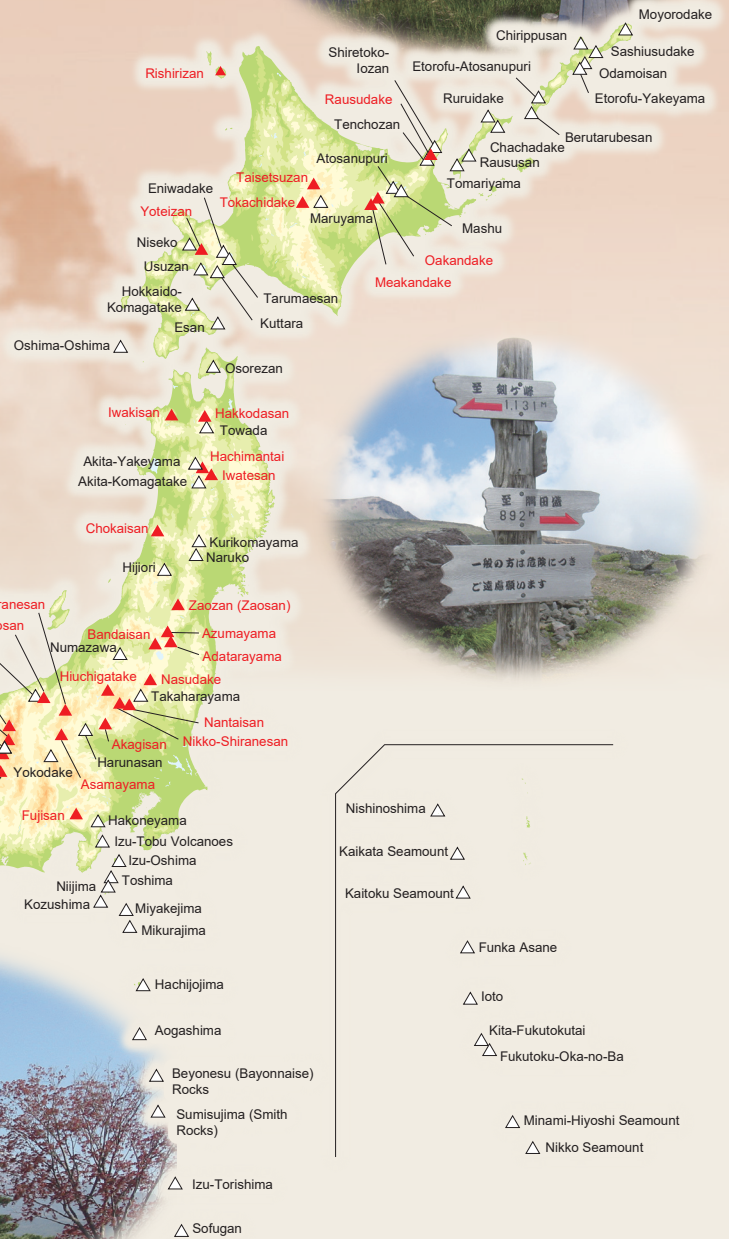 Moyorodake
Chirippusan
Sashiusudake
Shiretoko-
Iozan
Etorofu-Atosanupuri
Odamoisan
Rishirizan
Rausudake
Ruruidake
Etorofu-Yakeyama
Tenchozan
Berutarubesan
Chachadake
Atosanupuri
Raususan
Taisetsuzan
Tomariyama
Eniwadake
Tokachidake
Yoteizan
Maruyama
Mashu
Niseko
Oakandake
Usuzan
Meakandake
Hokkaido-
Komagatake
Tarumaesan
Esan
Kuttara
Oshima-Oshima
Osorezan
至 剣ヶ峰
1,131M
Iwakisan
Hakkodasan
Towada
Hachimantai
Akita-Yakeyama
Iwatesan
Akita-Komagatake
至 隅田盛
892M
Chokaisan
Kurikomayama
Naruko
Hijiori
一般の方は危険につき
ご遠慮願います
ranesan
Zaozan (Zaosan)
osan
Bandaisan
Azumayama
Numazawa
Adatarayama
Hiuchigatake
Nasudake
Takaharayama
Nantaisan
Akagisan
Nikko-Shiranesan
Harunasan
Yokodake
Asamayama
Fujisan
Hakoneyama
Izu-Tobu Volcanoes
Izu-Oshima
Toshima
Niijima
Kozushima
Miyakejima
Mikurajima
Hachijojima
Aogashima
Beyonesu (Bayonnaise)
Rocks
Sumisujima (Smith
Rocks)
Izu-Torishima
Sofugan
Nishinoshima
Kaikata Seamount
Kaitoku Seamount
Funka Asane
Ioto
Kita-Fukutokutai
Fukutoku-Oka-no-Ba
Minami-Hiyoshi Seamount
Nikko Seamount